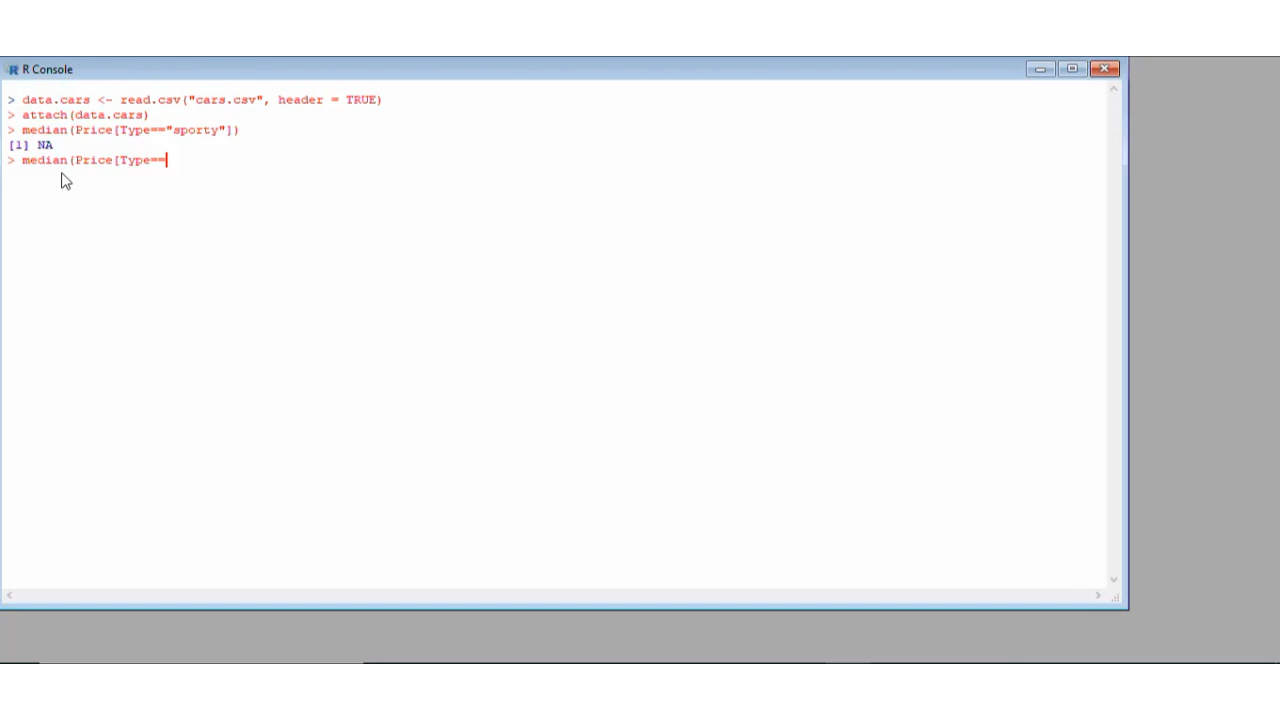 R Console
> data.cars <- read.csv("cars.csv", header = TRUE)
> attach(data.cars)
> median(Price[Type=="sporty"])
[1] NA
> median(Price[Type==